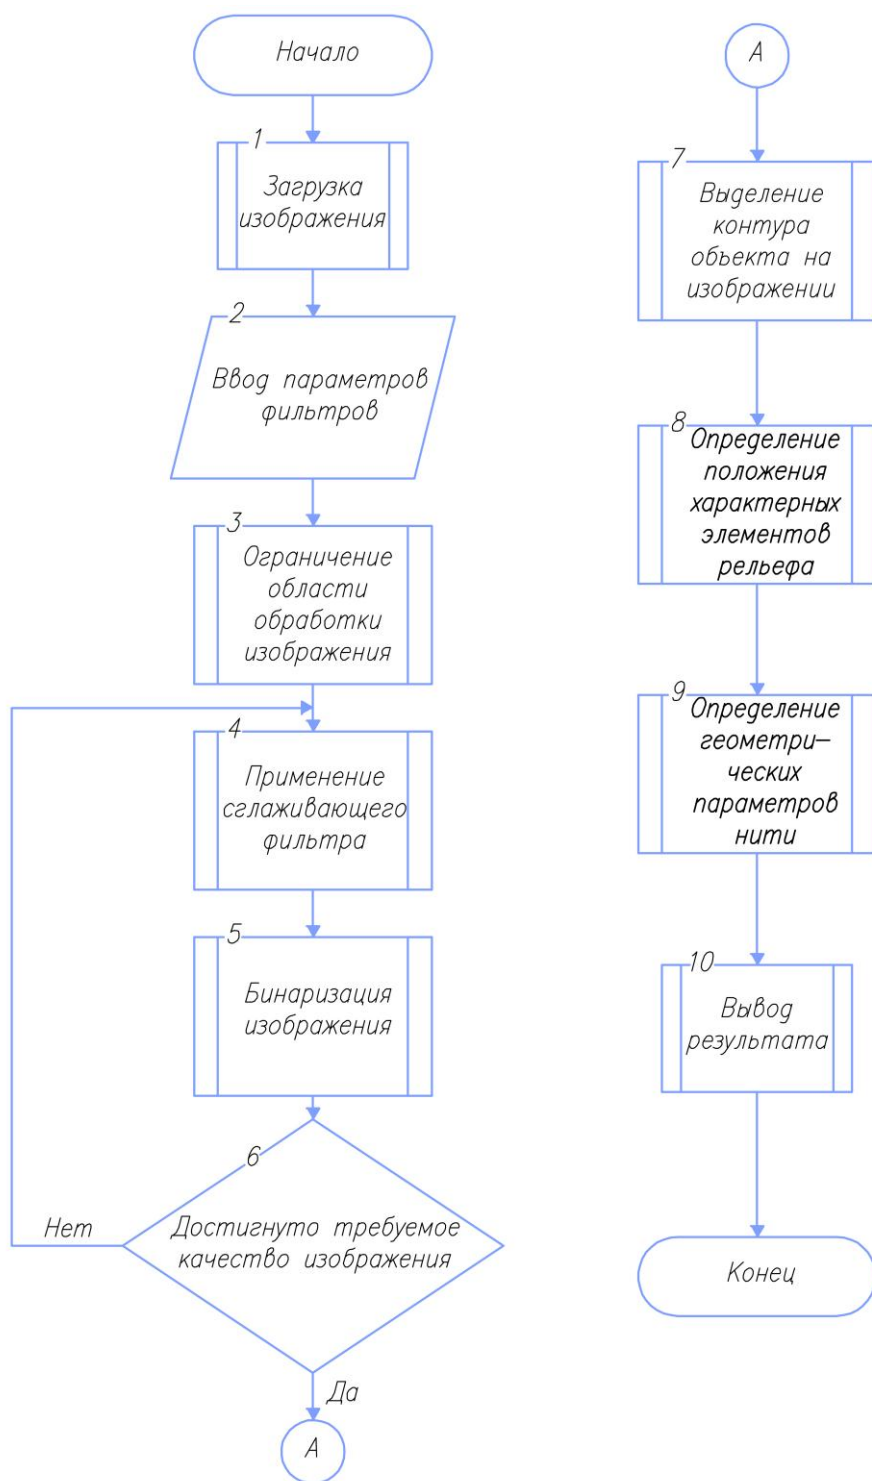 Начало
1
Загрузка
изображения
2
Ввод параметров
фильтров
3
Ограничение
области
обработки
изображения
4
Применение
сглаживающего
фильтра
5
Бинаризация
изображения
6
Достигнуто требуемое
качество изображения
Нет
Да
А
А
7
Выделение
контура
объекта на
изображении
8
Определение
положения
характерных
элементов
рельефа
9
Определение
геометри–
ческих
параметров
нити
10
Вывод
результата
Конец